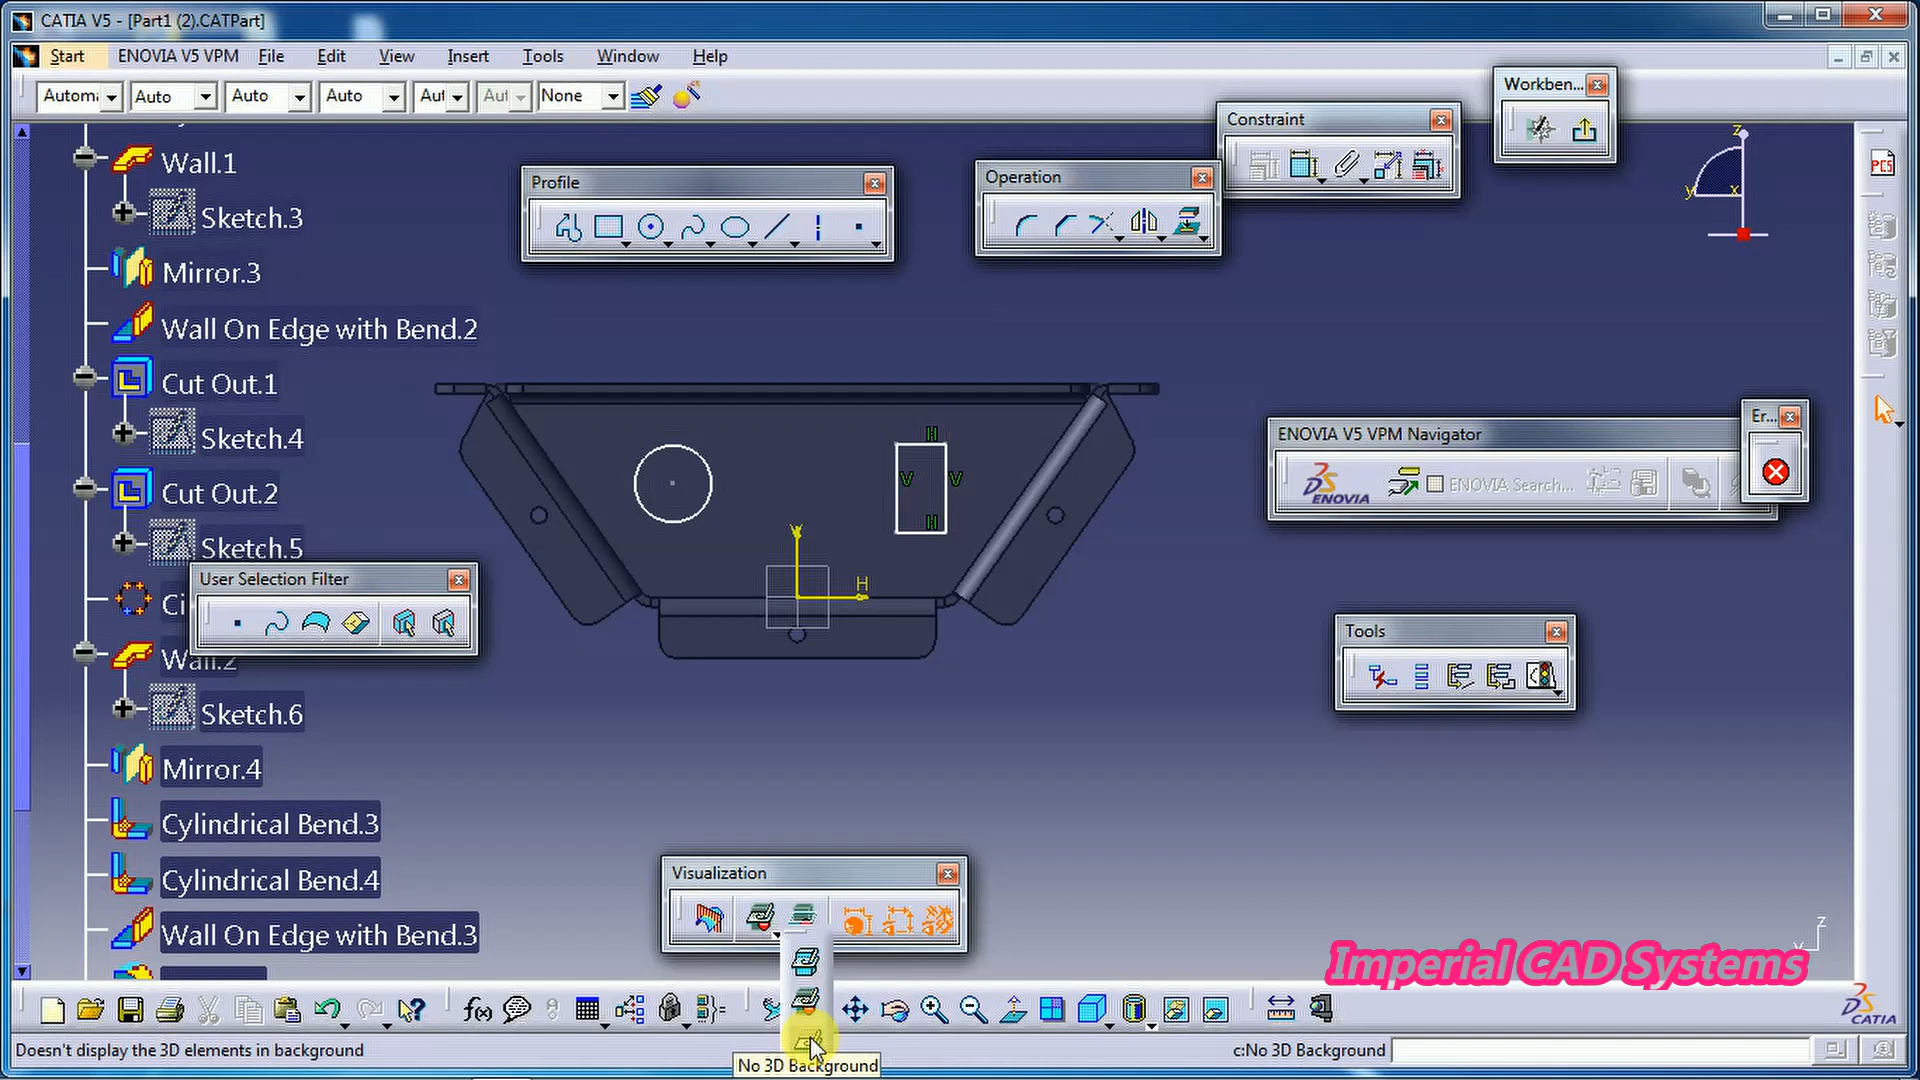 CATIA V5 - [Part1 (2).CATPart]
Start ENOVIA V5 VPM File Edit View Insert Tools Window Help
Auto Auto Auto None
Workben...
Constraint
Profile
Operation
Wall.1
Sketch.3
Mirror.3
Wall On Edge with Bend.2
Cut Out.1
Sketch.4
Cut Out.2
Sketch.5
User Selection Filter
Ci
Wall.2
Sketch.6
Mirror.4
Cylindrical Bend.3
Cylindrical Bend.4
Wall On Edge with Bend.3
z
y
x
PCS
H
V V
H
Y
H
ENOVIA V5 VPM Navigator
Er...
ENOVIA
ENOVIA Search...
Tools
Visualization
z
Imperial CAD Systems
f(x)
CATIA
Doesn't display the 3D elements in background
No 3D Background
c:No 3D Background